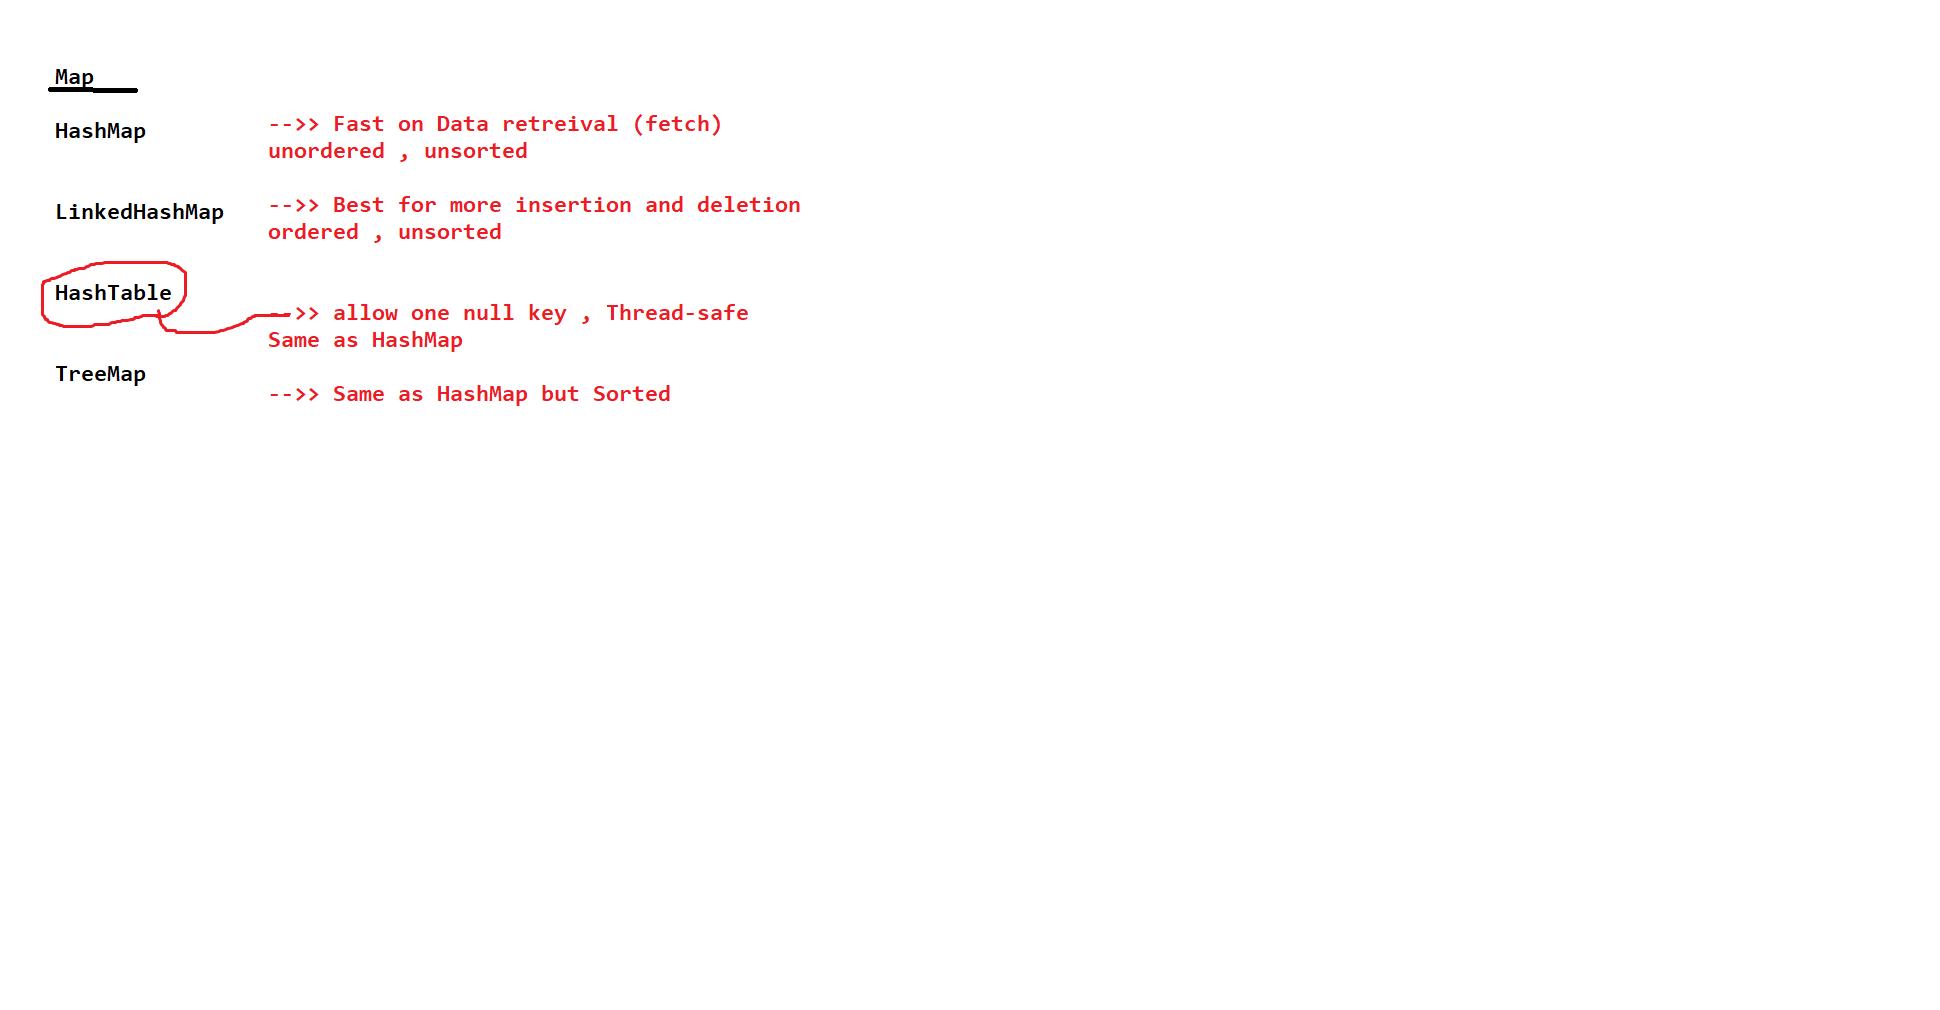 Map
HashMap -->> Fast on Data retreival (fetch)
unordered , unsorted
LinkedHashMap -->> Best for more insertion and deletion
ordered , unsorted
HashTable
-->> allow one null key , Thread-safe
Same as HashMap
TreeMap
-->> Same as HashMap but Sorted